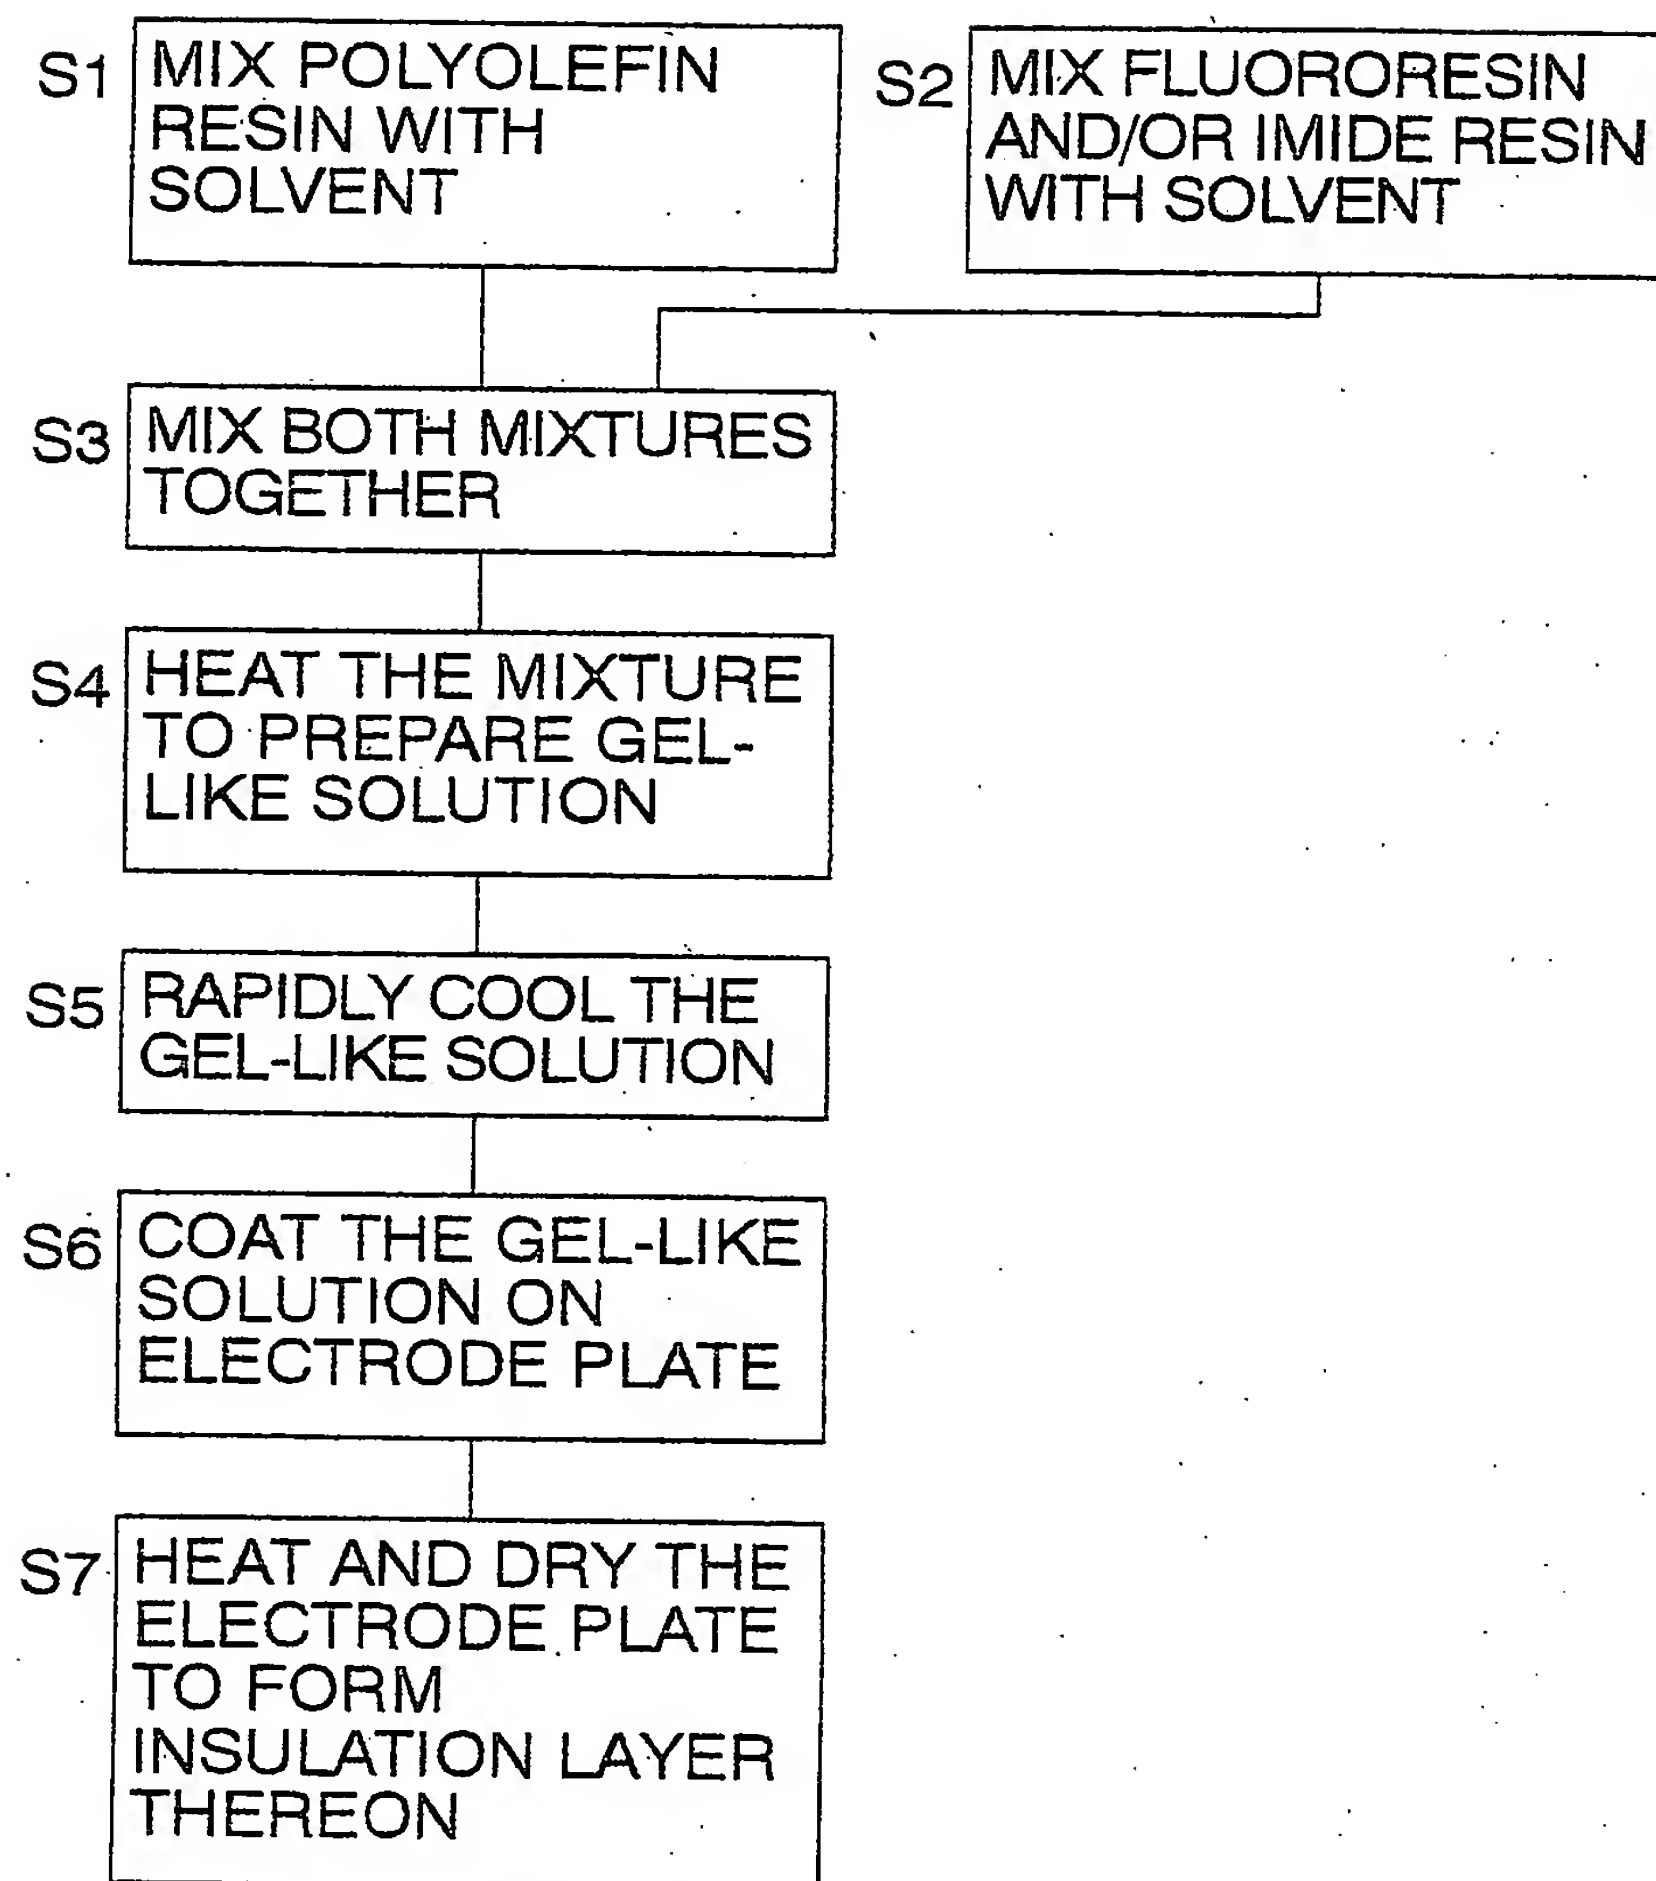 S1
MIX POLYOLEFIN
RESIN WITH
SOLVENT
S2
MIX FLUORORESIN
AND/OR IMIDE RESIN
WITH SOLVENT
S3
MIX BOTH MIXTURES
TOGETHER
S4
HEAT THE MIXTURE
TO PREPARE GEL-
LIKE SOLUTION
S5
RAPIDLY COOL THE
GEL-LIKE SOLUTION
S6
COAT THE GEL-LIKE
SOLUTION ON
ELECTRODE PLATE
S7
HEAT AND DRY THE
ELECTRODE PLATE
TO FORM
INSULATION LAYER
THEREON